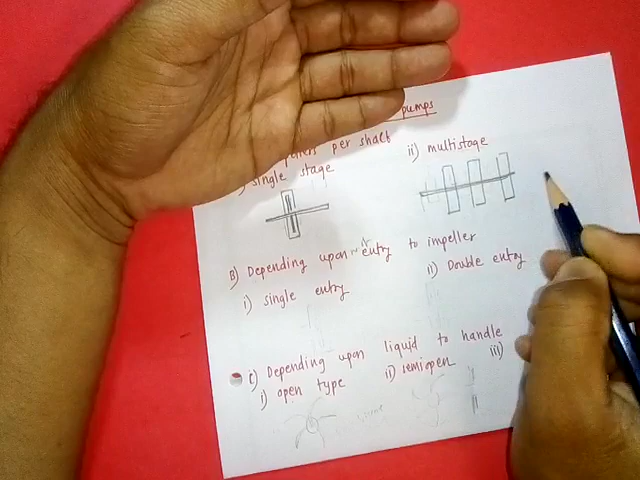 pumps
per shaft
single stage ii) multistage
B) Depending upon entry to impeller
i) single entry ii) Double entry
C) Depending upon liquid to handle
i) open type ii) semiopen iii)